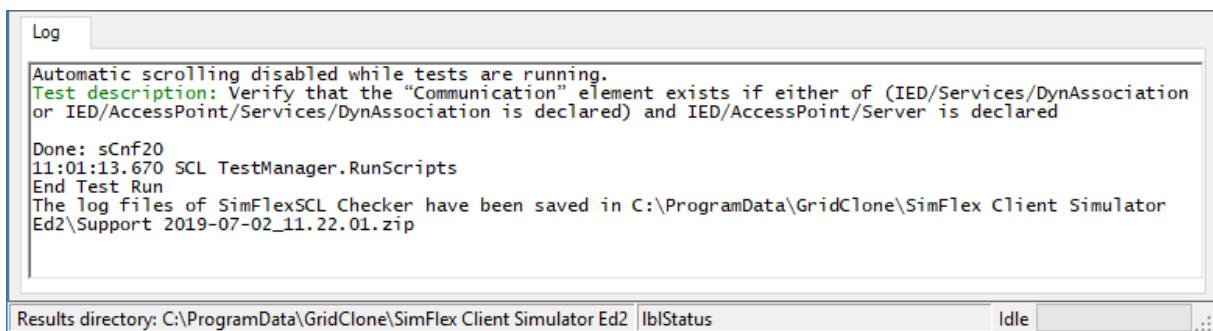 Log
Automatic scrolling disabled while tests are running.
Test description: Verify that the “Communication” element exists if either of (IED/Services/DynAssociation
or IED/AccessPoint/Services/DynAssociation is declared) and IED/AccessPoint/Server is declared
Done: sCnf20
11:01:13.670 SCL TestManager.RunScripts
End Test Run
The log files of SimFlexSCL Checker have been saved in C:\ProgramData\GridClone\SimFlex Client Simulator
Ed2\Support 2019-07-02_11.22.01.zip
Results directory: C:\ProgramData\GridClone\SimFlex Client Simulator Ed2 lblStatus Idle